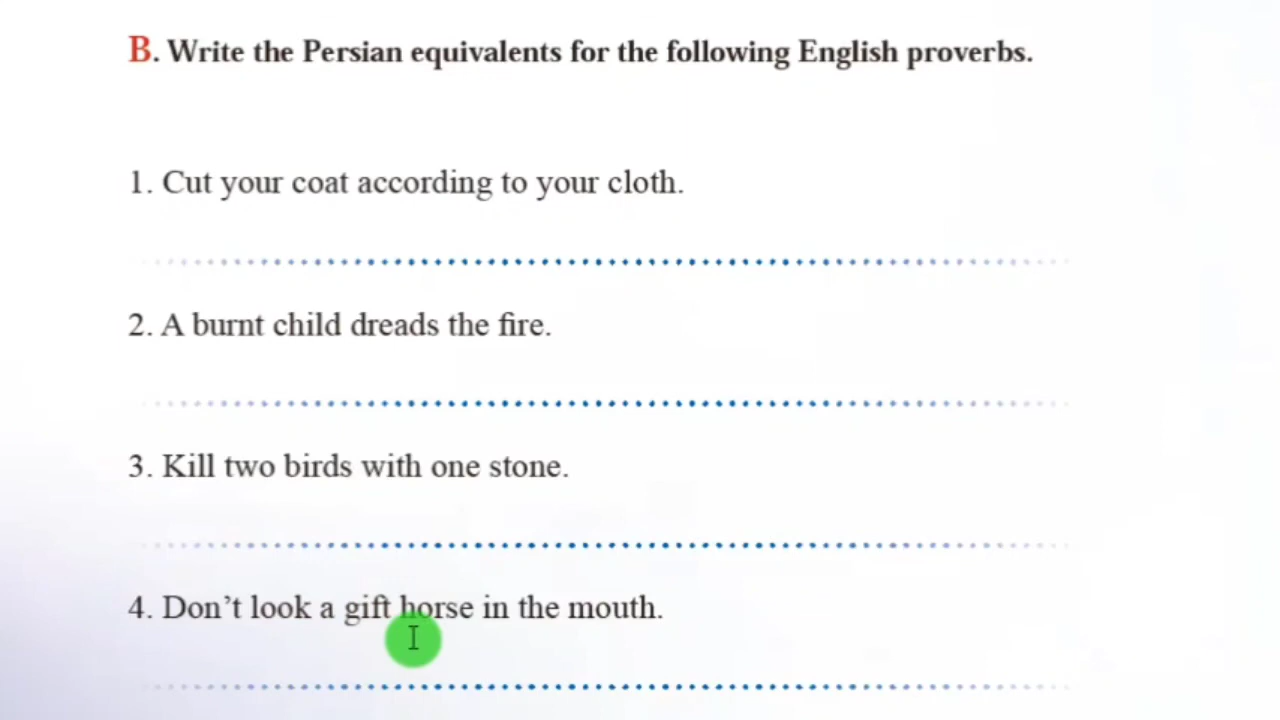 B. Write the Persian equivalents for the following English proverbs.
1. Cut your coat according to your cloth.
2. A burnt child dreads the fire.
3. Kill two birds with one stone.
4. Don’t look a gift horse in the mouth.